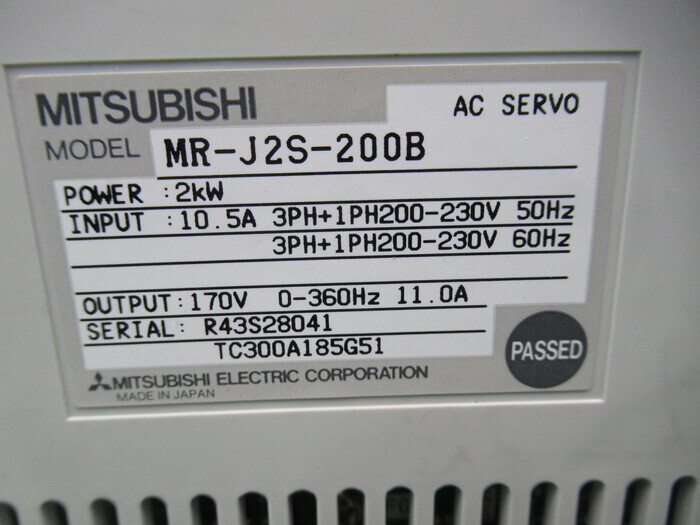 MITSUBISHI
AC SERVO
MODEL MR-J2S-200B
POWER :2kW
INPUT :10.5A 3PH+1PH200-230V 50Hz
3PH+1PH200-230V 60Hz
OUTPUT:170V 0-360Hz 11.0A
SERIAL: R43S28041
TC300A185G51
PASSED
MITSUBISHI ELECTRIC CORPORATION
MADE IN JAPAN